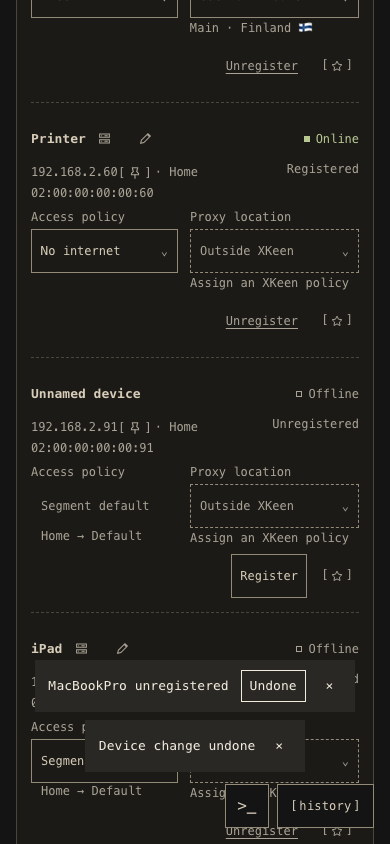 Main · Finland 🇫🇮
Unregister [☆]
Printer Online
192.168.2.60[ ]· Home Registered
02:00:00:00:00:60
Access policy Proxy location
No internet Outside XKeen
Assign an XKeen policy
Unregister [☆]
Unnamed device Offline
192.168.2.91[ ]· Home Unregistered
02:00:00:00:00:91
Access policy Proxy location
Segment default Outside XKeen
Home → Default Assign an XKeen policy
Register [☆]
iPad Offline
MacBookPro unregistered Undone ×
Access p
Device change undone ×
Segmen
Home → Default Assig
>_ [history]
Unregister [☆]